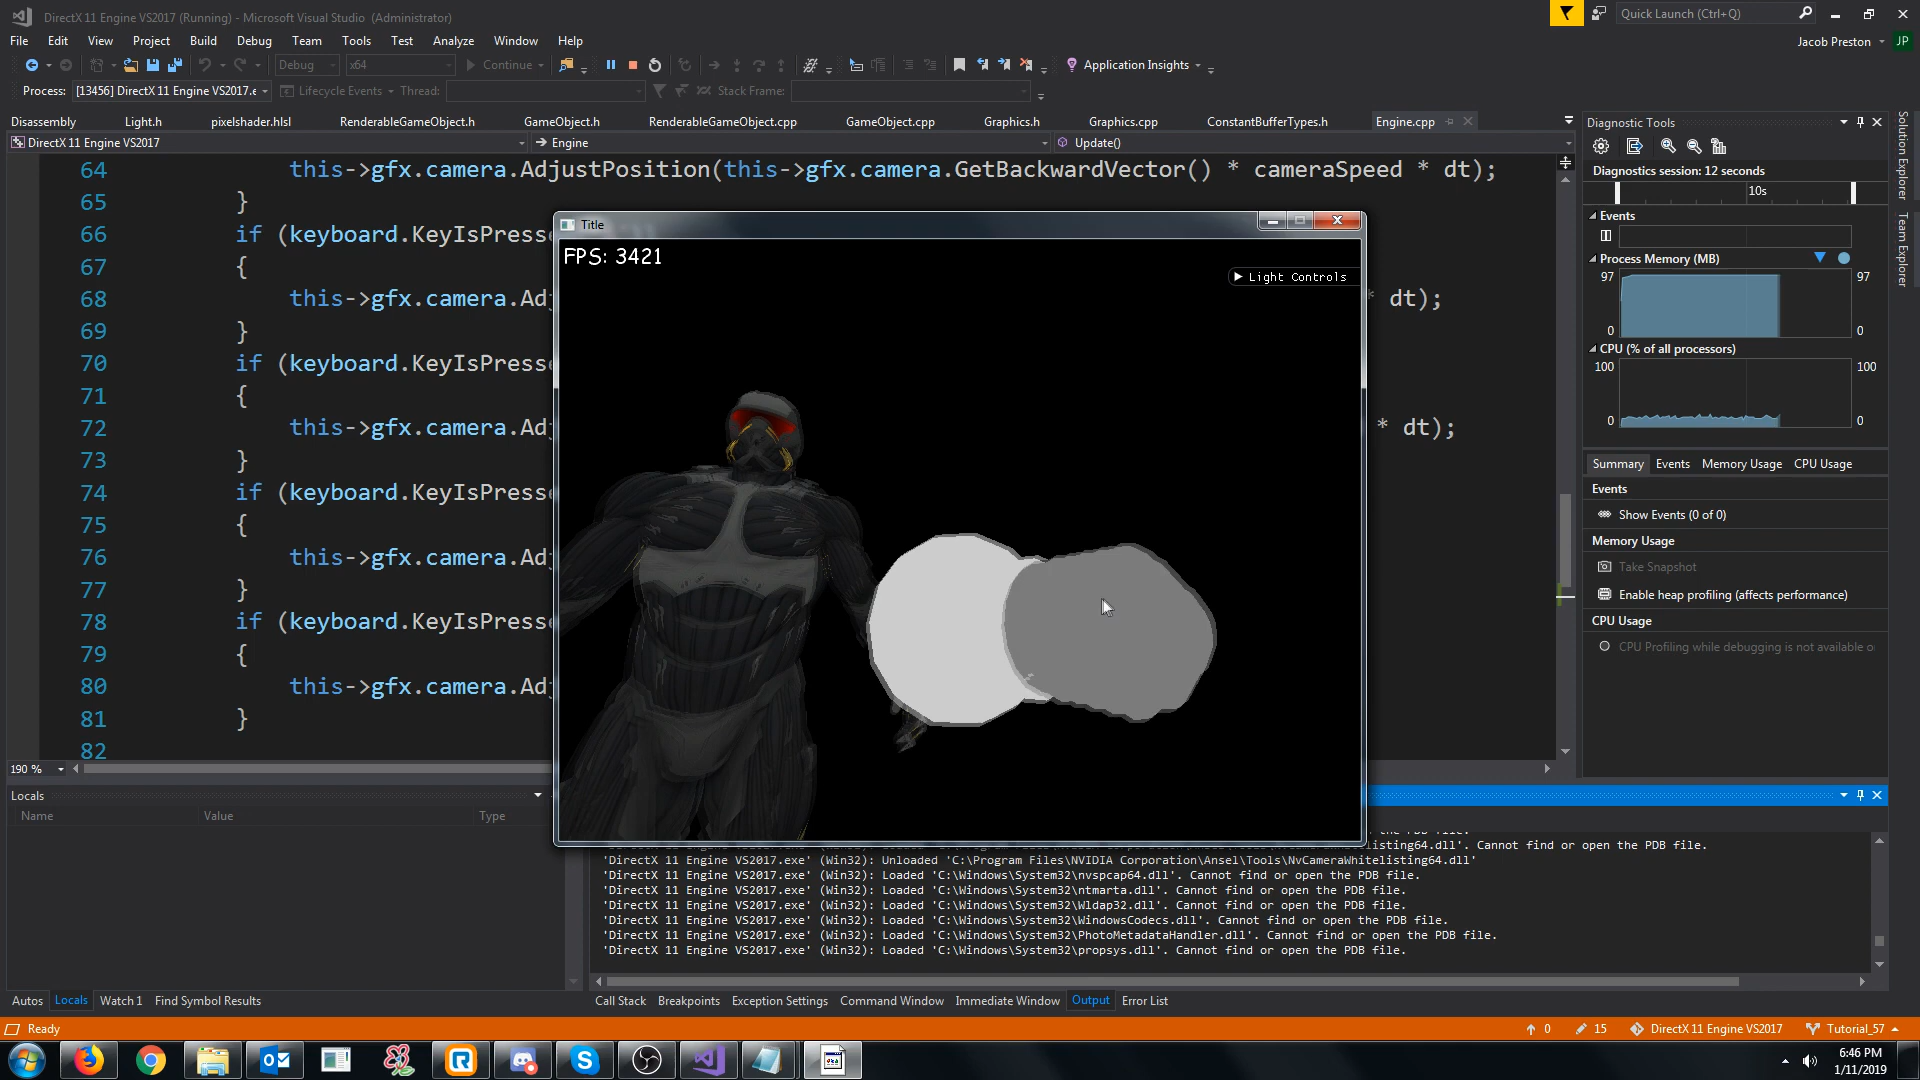 DirectX 11 Engine VS2017 (Running) - Microsoft Visual Studio (Administrator)
Quick Launch (Ctrl+Q)
File Edit View Project Build Debug Team Tools Test Analyze Window Help
Jacob Preston JP
Debug x64 Continue Application Insights
Process: [13456] DirectX 11 Engine VS2017.e Lifecycle Events Thread: Stack Frame:
Disassembly Light.h pixelshader.hlsl RenderableGameObject.h GameObject.h RenderableGameObject.cpp GameObject.cpp Graphics.h Graphics.cpp ConstantBufferTypes.h Engine.cpp
DirectX 11 Engine VS2017 Engine Update()
64 this->gfx.camera.AdjustPosition(this->gfx.camera.GetBackwardVector() * cameraSpeed * dt);
65 }
66 if (keyboard.KeyIsPresse
67 {
68 this->gfx.camera.Ad * dt);
69 }
70 if (keyboard.KeyIsPresse
71 {
72 this->gfx.camera.Ad * dt);
73 }
74 if (keyboard.KeyIsPresse
75 {
76 this->gfx.camera.Ad
77 }
78 if (keyboard.KeyIsPresse
79 {
80 this->gfx.camera.Ad
81 }
82
190 %
Title
FPS: 3421
Light Controls
Diagnostic Tools
Diagnostics session: 12 seconds
10s
Events
Process Memory (MB)
97 97
0 0
CPU (% of all processors)
100 100
0 0
Summary Events Memory Usage CPU Usage
Events
Show Events (0 of 0)
Memory Usage
Take Snapshot
Enable heap profiling (affects performance)
CPU Usage
CPU Profiling while debugging is not available o
Solution Explorer
Team Explorer
Locals
Name Value Type
'. Cannot find or open the PDB file.
'DirectX 11 Engine VS2017.exe' (Win32): Unloaded 'C:\Program Files\NVIDIA Corporation\Ansel\Tools\NvCameraWhitelisting64.dll'
'DirectX 11 Engine VS2017.exe' (Win32): Loaded 'C:\Windows\System32\nvspcap64.dll'. Cannot find or open the PDB file.
'DirectX 11 Engine VS2017.exe' (Win32): Loaded 'C:\Windows\System32\ntmarta.dll'. Cannot find or open the PDB file.
'DirectX 11 Engine VS2017.exe' (Win32): Loaded 'C:\Windows\System32\Wldap32.dll'. Cannot find or open the PDB file.
'DirectX 11 Engine VS2017.exe' (Win32): Loaded 'C:\Windows\System32\WindowsCodecs.dll'. Cannot find or open the PDB file.
'DirectX 11 Engine VS2017.exe' (Win32): Loaded 'C:\Windows\System32\PhotoMetadataHandler.dll'. Cannot find or open the PDB file.
'DirectX 11 Engine VS2017.exe' (Win32): Loaded 'C:\Windows\System32\propsys.dll'. Cannot find or open the PDB file.
Autos Locals Watch 1 Find Symbol Results
Call Stack Breakpoints Exception Settings Command Window Immediate Window Output Error List
Ready 0 15 DirectX 11 Engine VS2017 Tutorial_57
6:46 PM
1/11/2019